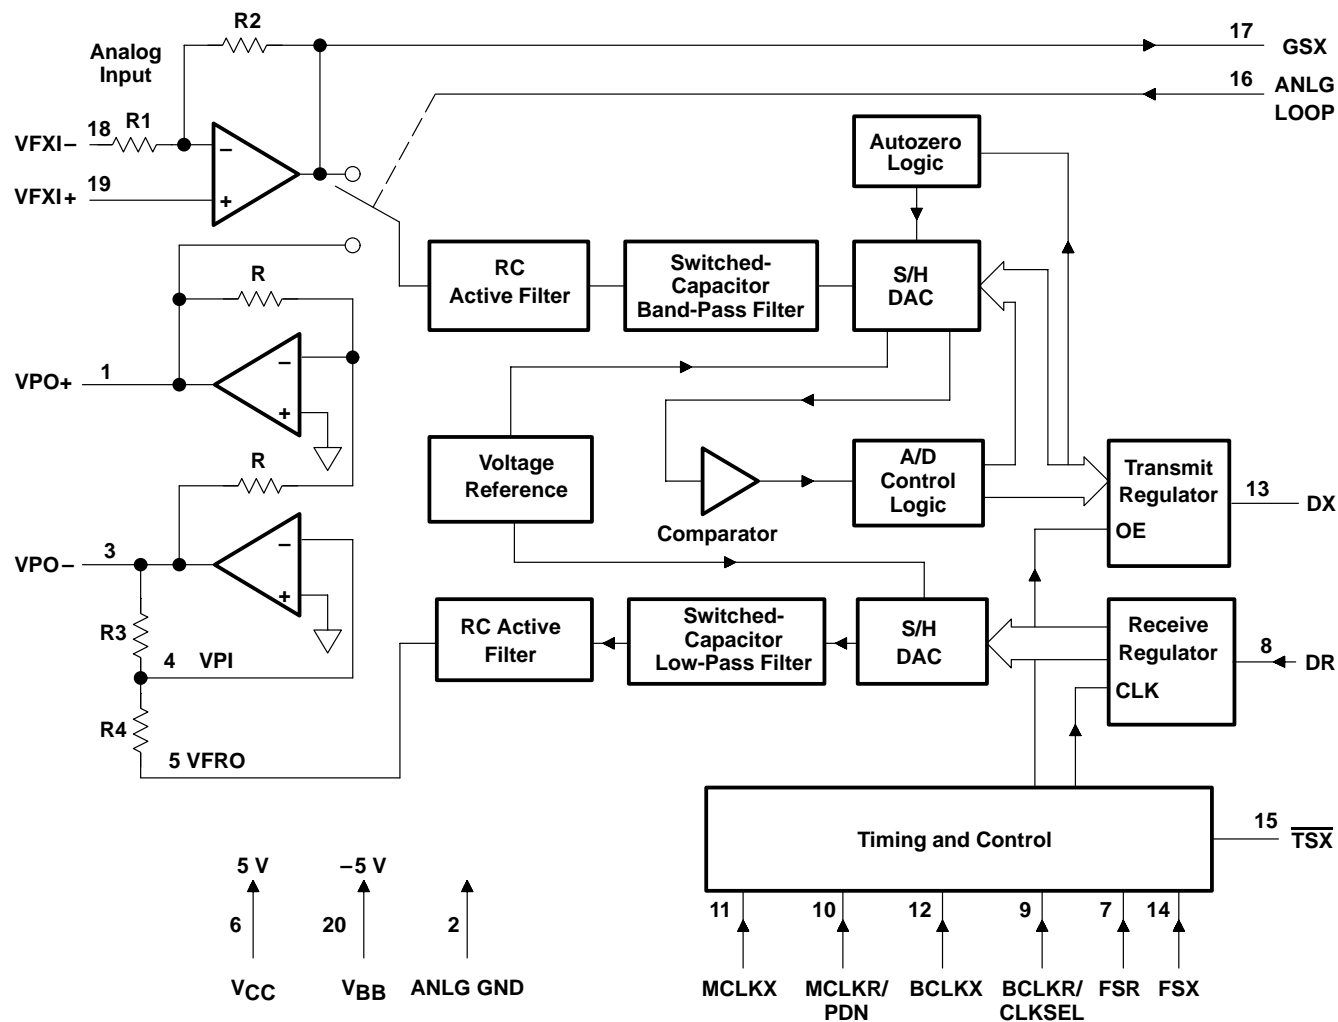 R2
17 GSX
Analog
Input
16 ANLG
LOOP
R1
18
VFXI–
Autozero
Logic
19
VFXI+
–
+
R
RC
Active Filter
Switched-
Capacitor
Band-Pass Filter
S/H
DAC
1
VPO+
–
+
R
Voltage
Reference
A/D
Control
Logic
Transmit
Regulator
13
DX
Comparator
OE
3
VPO–
–
+
R3
RC Active
Filter
Switched-
Capacitor
Low-Pass Filter
S/H
DAC
Receive
Regulator
8
DR
4 VPI
CLK
R4
5 VFRO
Timing and Control
15
TSX
5 V
–5 V
6
20
2
11
10
12
9
7
14
VCC
VBB
ANLG GND
MCLKX
MCLKR/
PDN
BCLKX
BCLKR/
CLKSEL
FSR
FSX